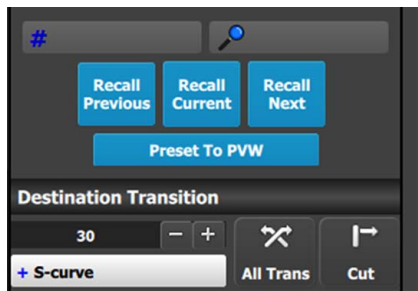 #
Recall Previous
Recall Current
Recall Next
Preset To PVW
Destination Transition
30 − +
+ S-curve
All Trans
Cut